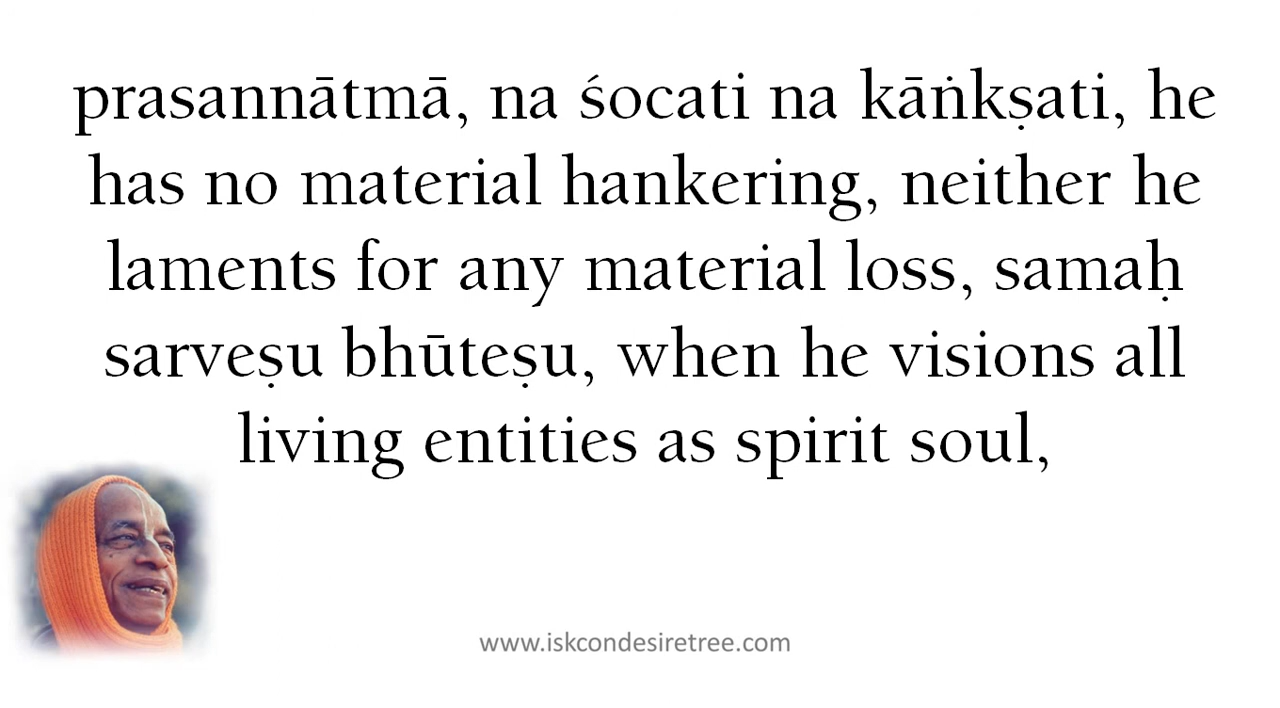 prasannātmā, na śocati na kāṅkṣati, he
has no material hankering, neither he
laments for any material loss, samaḥ
sarveṣu bhūteṣu, when he visions all
living entities as spirit soul,
www.iskcondesiretree.com